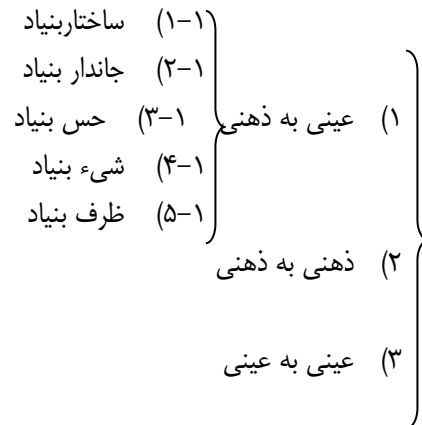 ۱-۱) ساختاربنیاد
۱-۲) جاندار بنیاد
۱) عینی به ذهنی ۱-۳) حس بنیاد
۱-۴) شیء بنیاد
۱-۵) ظرف بنیاد
۲) ذهنی به ذهنی
۳) عینی به عینی